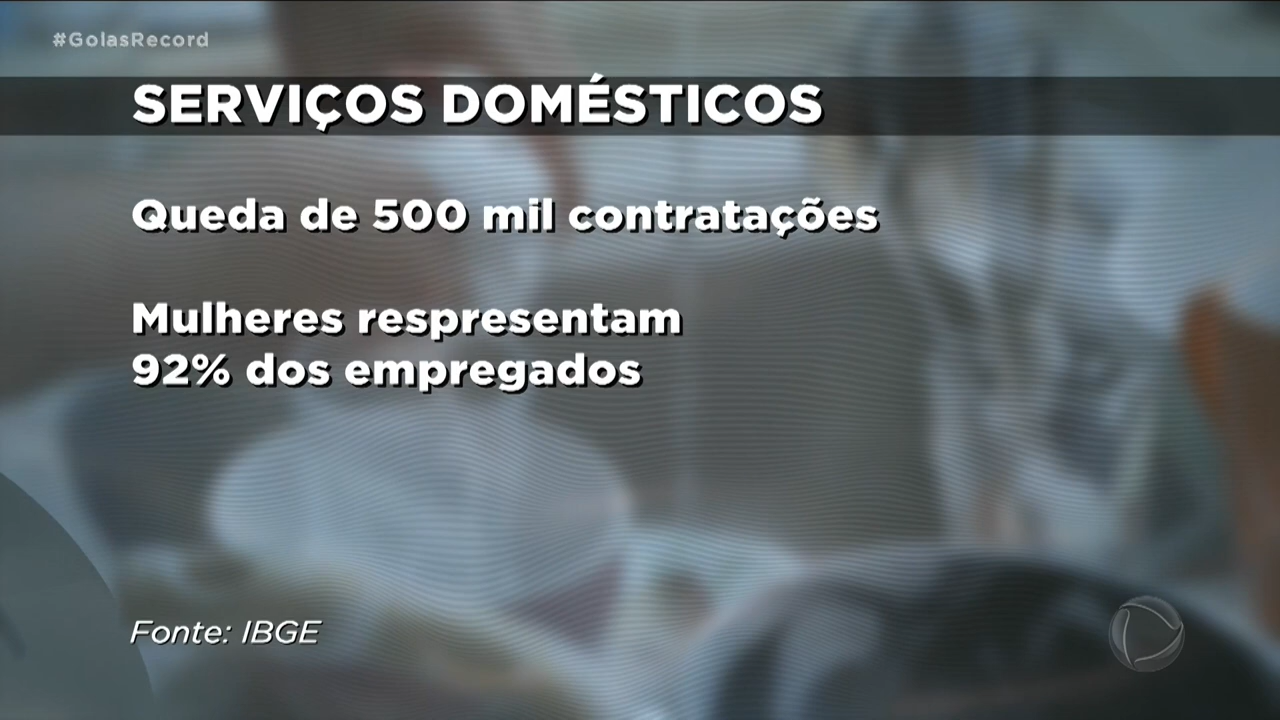 #GolasRecord
SERVIÇOS DOMÉSTICOS
Queda de 500 mil contratações
Mulheres respresentam
92% dos empregados
Fonte: IBGE